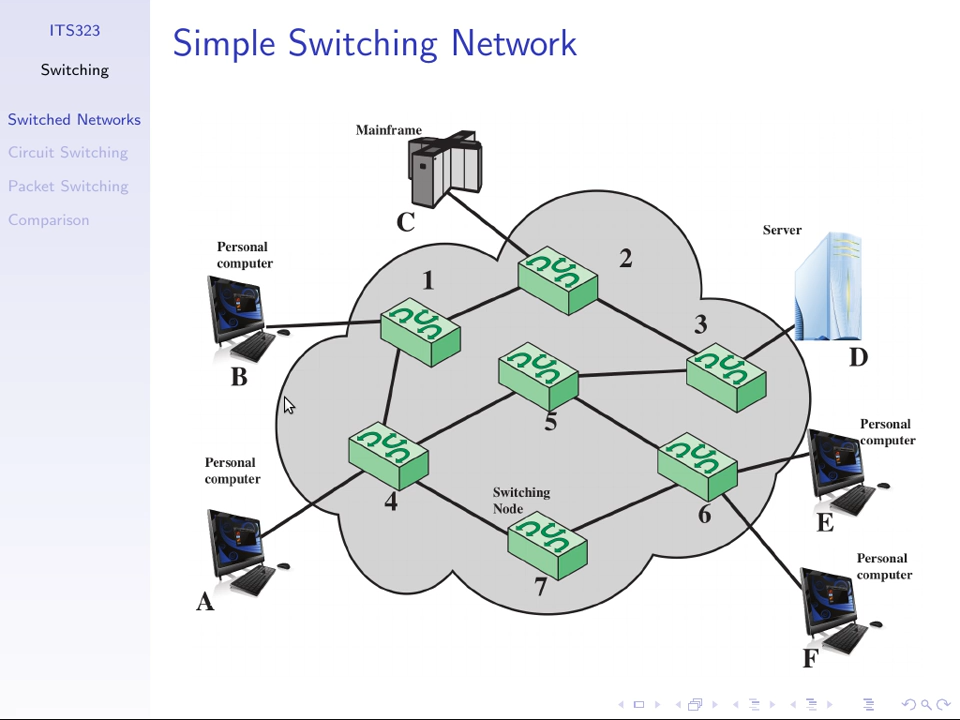 ITS323
Switching
Switched Networks
Circuit Switching
Packet Switching
Comparison
Simple Switching Network
Mainframe
C
Server
D
Personal
computer
B
1
2
3
5
4
Personal
computer
A
Switching
Node
7
6
Personal
computer
E
Personal
computer
F